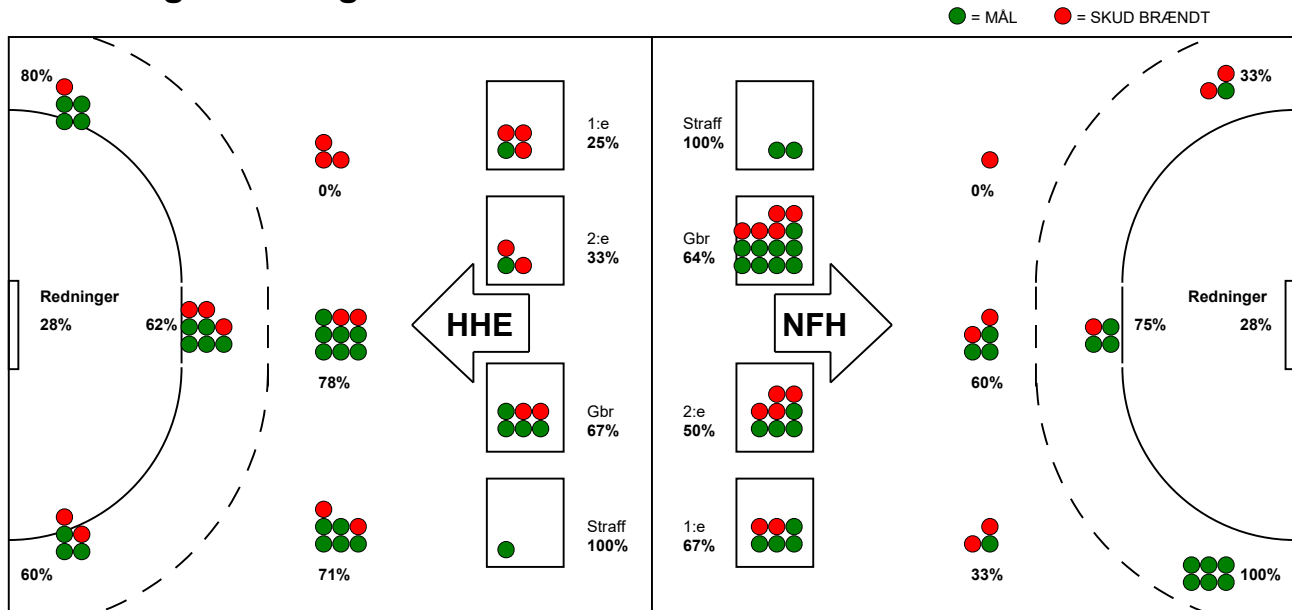 = MÅL
= SKUD BRÆNDT
80%
0%
1:e
25%
Straff
100%
0%
33%
2:e
33%
Gbr
64%
Redninger
28%
62%
HHE
NFH
75%
Redninger
28%
78%
60%
Gbr
67%
2:e
50%
Straff
100%
1:e
67%
60%
71%
33%
100%